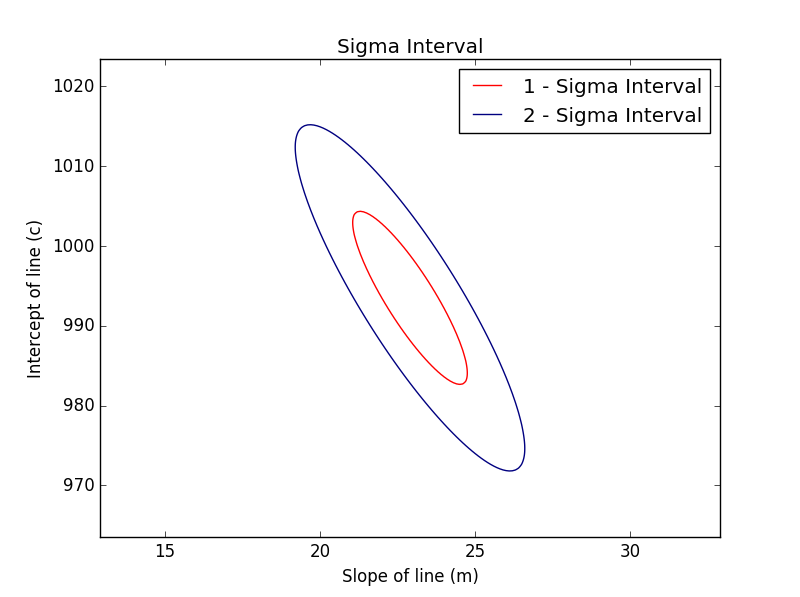 Sigma Interval
1 - Sigma Interval
2 - Sigma Interval
Intercept of line (c)
1020
1010
1000
990
980
970
15 20 25 30
Slope of line (m)